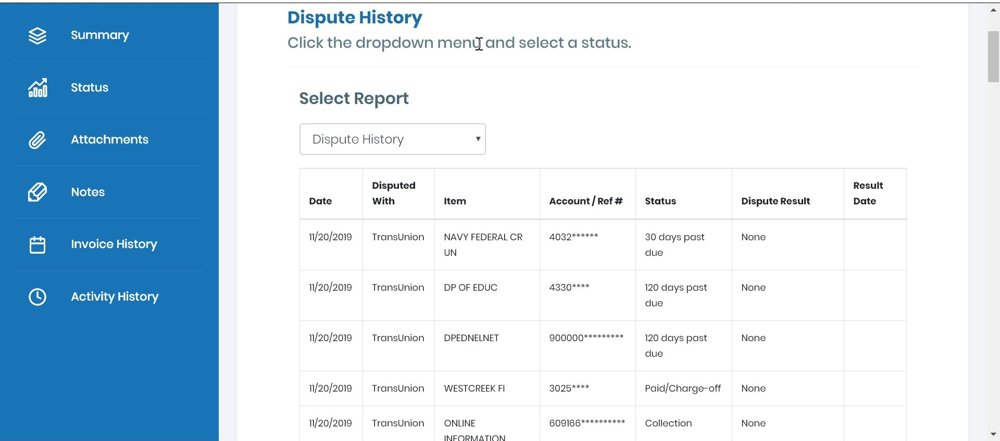 Summary
Status
Attachments
Notes
Invoice History
Activity History
Dispute History
Click the dropdown menu and select a status.
Select Report
Dispute History
Date Disputed With Item Account / Ref # Status Dispute Result Result Date
11/20/2019 TransUnion NAVY FEDERAL CR UN 4032****** 30 days past due None
11/20/2019 TransUnion DP OF EDUC 4330**** 120 days past due None
11/20/2019 TransUnion DPEDNELNET 900000********* 120 days past due None
11/20/2019 TransUnion WESTCREEK FI 3025**** Paid/Charge-off None
11/20/2019 TransUnion ONLINE INFORMATION 609166********** Collection None